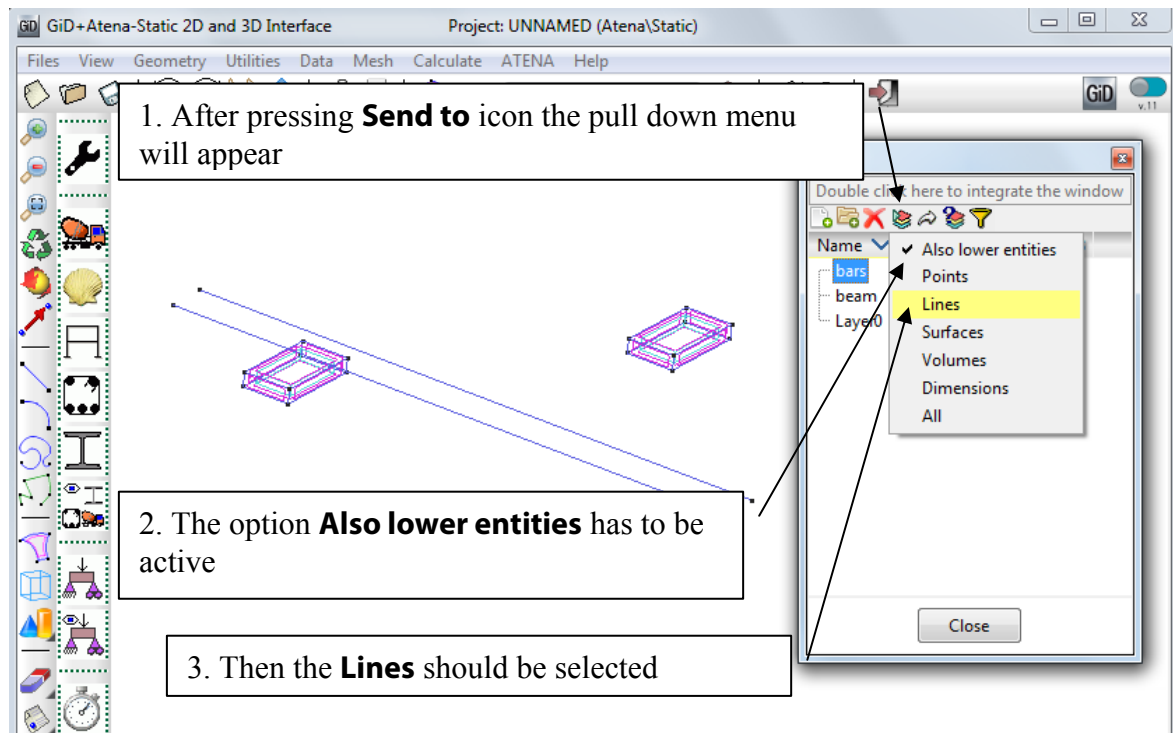 GiD GiD+Atena-Static 2D and 3D Interface Project: UNNAMED (Atena\Static)
Files View Geometry Utilities Data Mesh Calculate ATENA Help
GiD
v.11
1. After pressing Send to icon the pull down menu
will appear
Double click here to integrate the window
Name
Also lower entities
bars
Points
beam
Lines
Layer0
Surfaces
Volumes
Dimensions
All
2. The option Also lower entities has to be
active
Close
3. Then the Lines should be selected